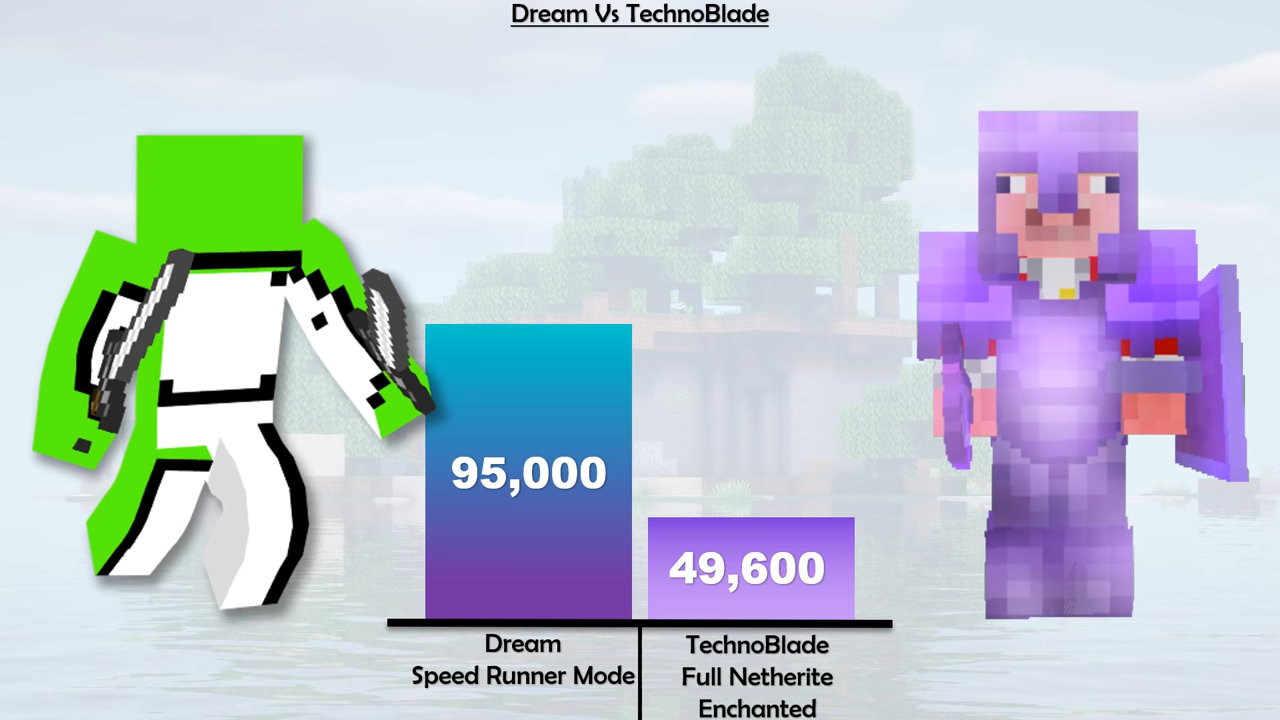 Dream Vs TechnoBlade
95,000
49,600
Dream
Speed Runner Mode
TechnoBlade
Full Netherite
Enchanted